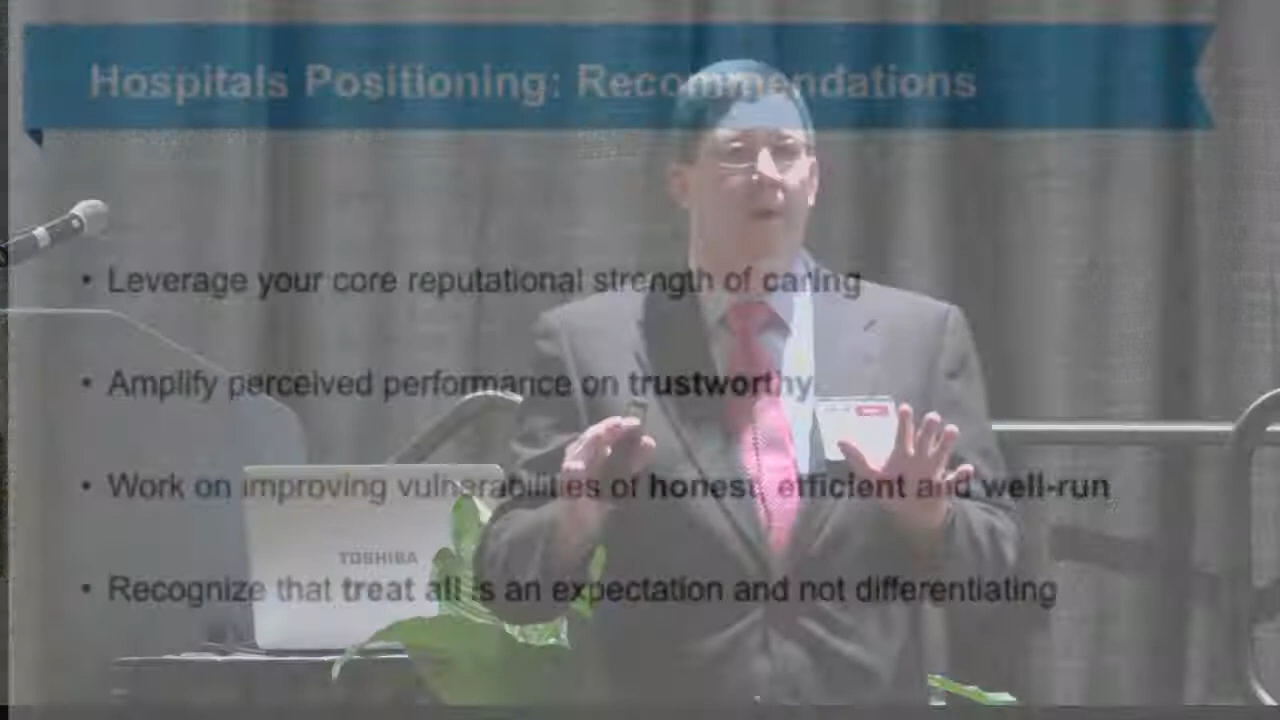 Hospitals Positioning: Recommendations
• Leverage your core reputational strength of caring
• Amplify perceived performance on trustworthy
• Work on improving vulnerabilities of honest, efficient and well-run
TOSHIBA
• Recognize that treat all is an expectation and not differentiating